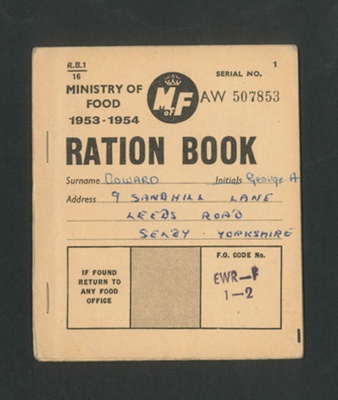 R.B.1
16
1
MINISTRY OF
FOOD
1953-1954
M F
of
SERIAL NO.
AW 507853
RATION BOOK
Surname COWARD Initials George A
Address 9 SANDHILL LANE
LEEDS ROAD
SELBY · YORKSHIRE
IF FOUND
RETURN TO
ANY FOOD
OFFICE
F.O. CODE No.
EWR-F
1-2